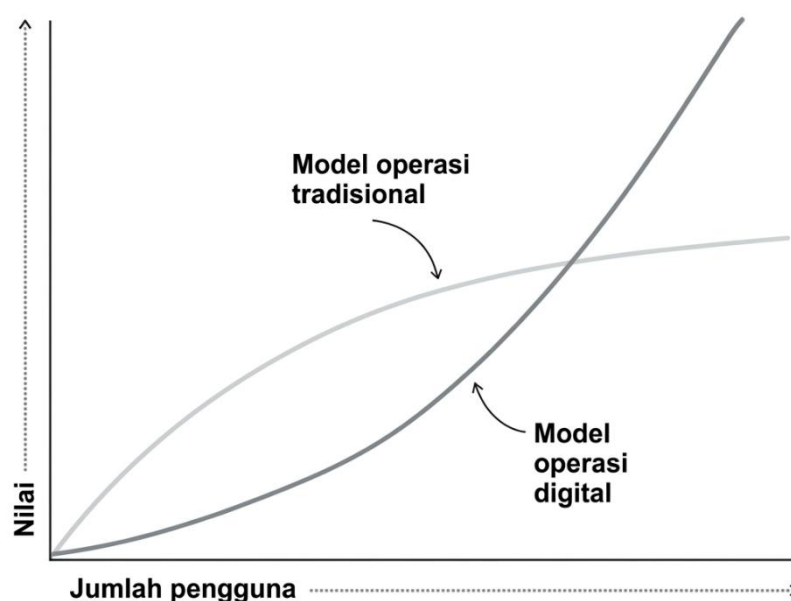 Model operasi
tradisional
Model
operasi
digital
Nilai
Jumlah pengguna